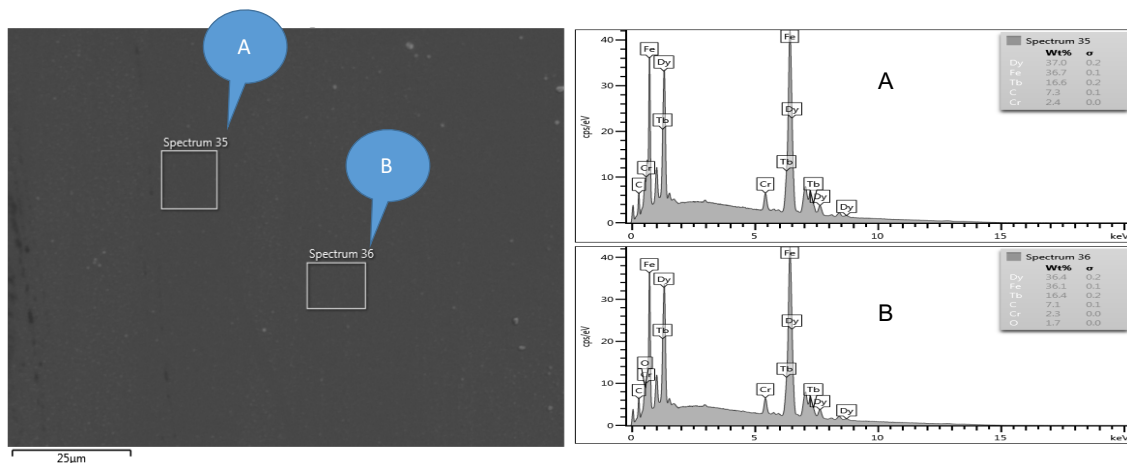 A
Spectrum 35
B
Spectrum 36
25μm
Fe
Fe
Dy
Dy
Tb
Cr
Tb
C
Cr
Tb
Dy
Dy
A
Spectrum 35
Wt% σ
Dy 37.0 0.2
Fe 36.7 0.1
Tb 16.6 0.2
C 7.3 0.1
Cr 2.4 0.0
cps/eV
40
30
20
10
0
0 5 10 15 keV
Fe
Fe
Dy
Dy
Tb
O
Cr
Tb
C
Cr
Tb
Dy
Dy
B
Spectrum 36
Wt% σ
Dy 36.4 0.2
Fe 36.1 0.1
Tb 16.4 0.2
C 7.1 0.1
Cr 2.3 0.0
O 1.7 0.0
cps/eV
40
30
20
10
0
0 5 10 15 keV